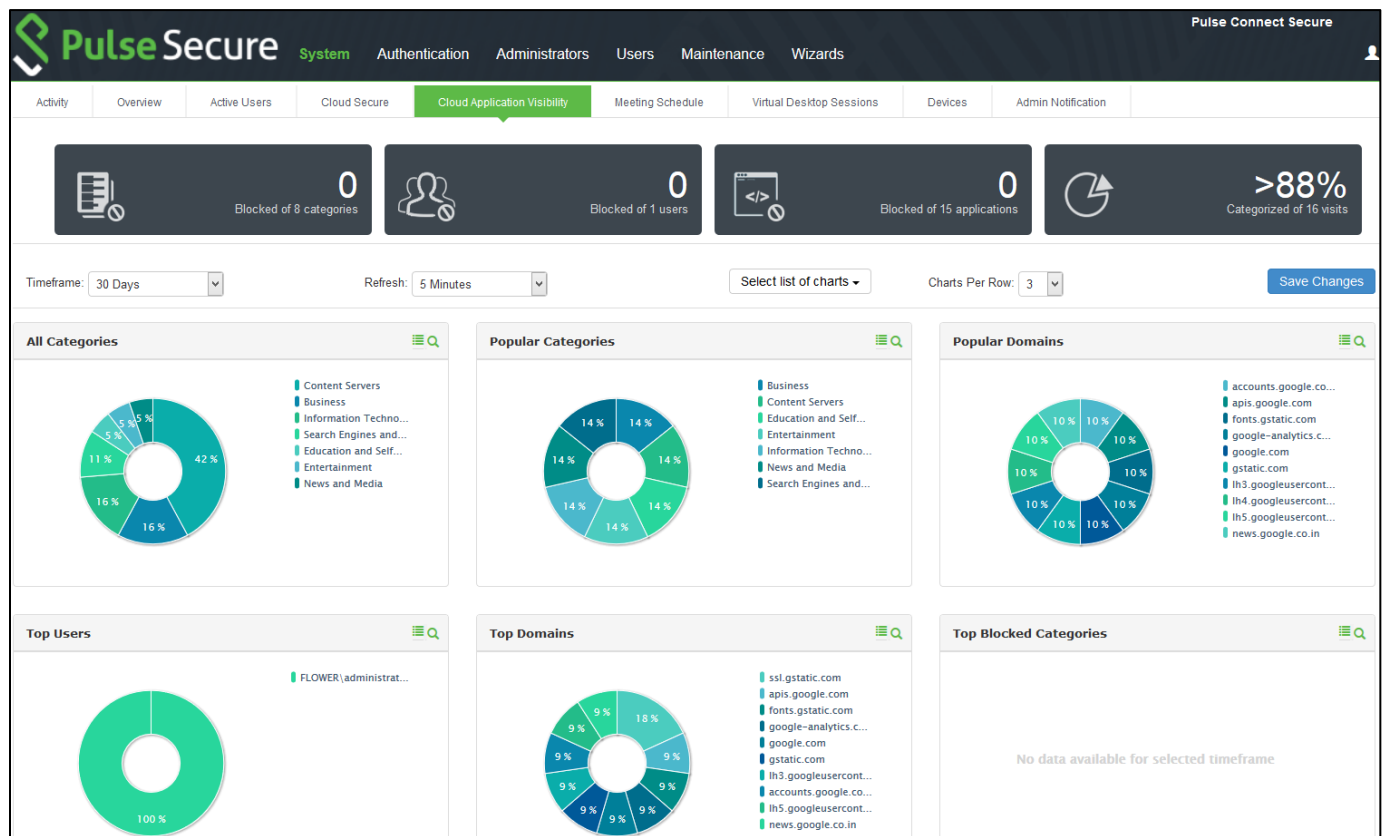 Pulse Connect Secure
Pulse Secure
System Authentication Administrators Users Maintenance Wizards
Activity Overview Active Users Cloud Secure Cloud Application Visibility Meeting Schedule Virtual Desktop Sessions Devices Admin Notification
0
Blocked of 8 categories
0
Blocked of 1 users
</>
0
Blocked of 15 applications
>88%
Categorized of 16 visits
Timeframe: 30 Days Refresh: 5 Minutes Select list of charts Charts Per Row: 3 Save Changes
All Categories
42 %
16 %
16 %
11 %
5 %
5 %
5 %
Content Servers
Business
Information Techno...
Search Engines and...
Education and Self...
Entertainment
News and Media
Popular Categories
14 %
14 %
14 %
14 %
14 %
14 %
14 %
Business
Content Servers
Education and Self...
Entertainment
Information Techno...
News and Media
Search Engines and...
Popular Domains
10 %
10 %
10 %
10 %
10 %
10 %
10 %
10 %
10 %
10 %
accounts.google.co...
apis.google.com
fonts.gstatic.com
google-analytics.c...
google.com
gstatic.com
lh3.googleusercont...
lh4.googleusercont...
lh5.googleusercont...
news.google.co.in
Top Users
100 %
FLOWER\administrat...
Top Domains
18 %
9 %
9 %
9 %
9 %
9 %
9 %
9 %
9 %
9 %
ssl.gstatic.com
apis.google.com
fonts.gstatic.com
google-analytics.c...
google.com
gstatic.com
lh3.googleusercont...
accounts.google.co...
lh5.googleusercont...
news.google.co.in
Top Blocked Categories
No data available for selected timeframe